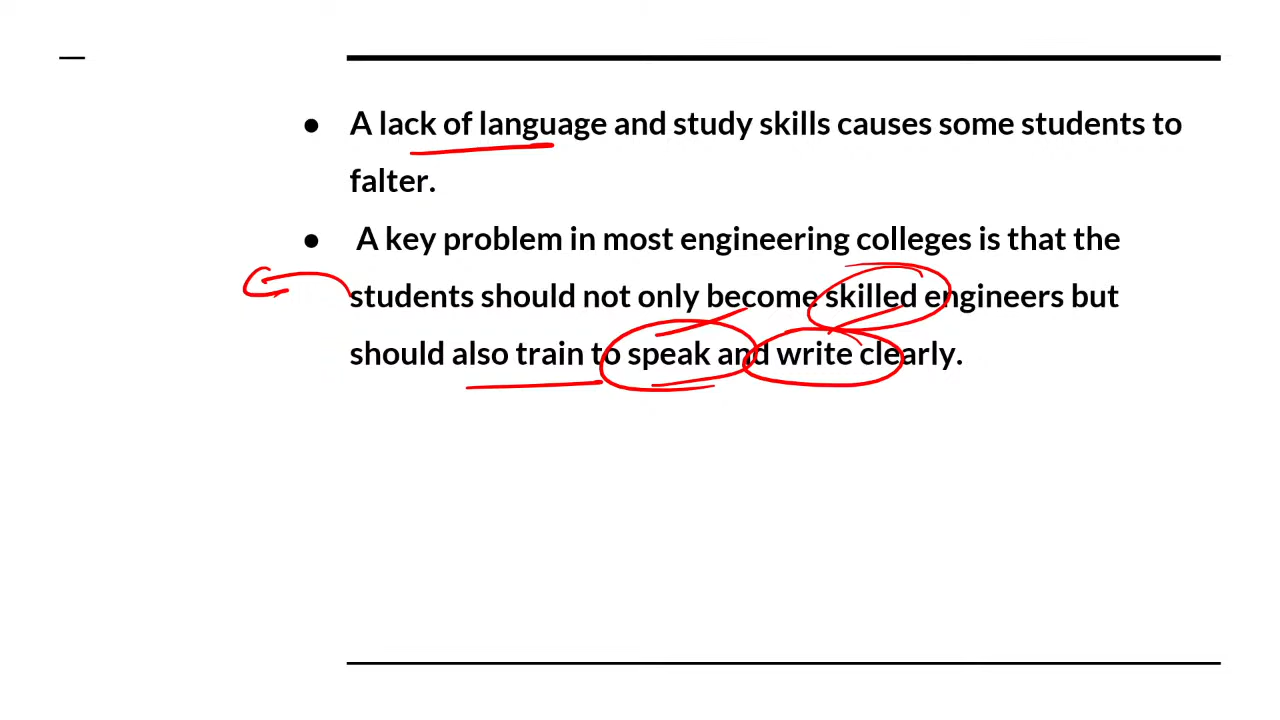 ● A lack of language and study skills causes some students to
falter.
● A key problem in most engineering colleges is that the
students should not only become skilled engineers but
should also train to speak and write clearly.